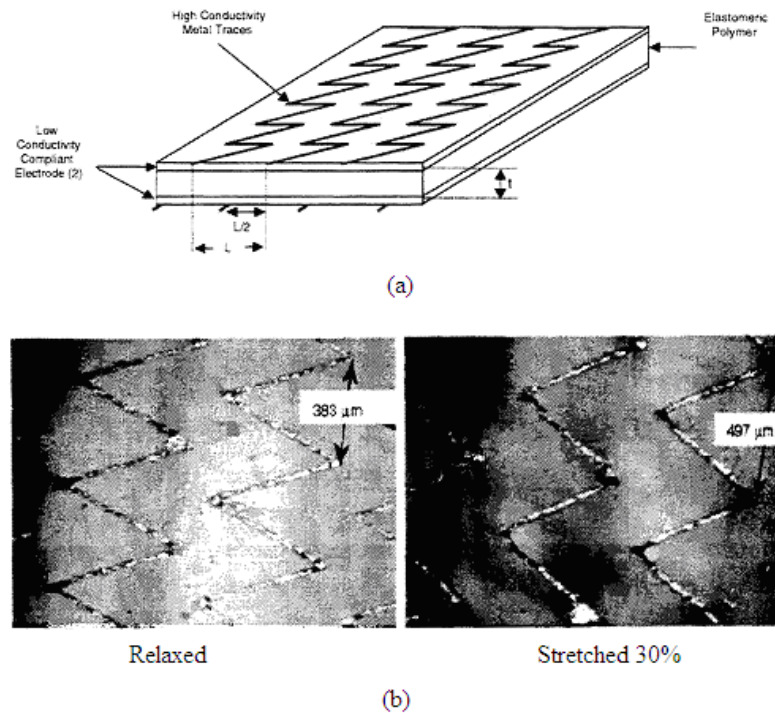 High Conductivity
Metal Traces
Elastomeric
Polymer
Low
Conductivity
Compliant
Electrode (2)
t
L/2
L
(a)
383 μm
497 μm
Relaxed
Stretched 30%
(b)